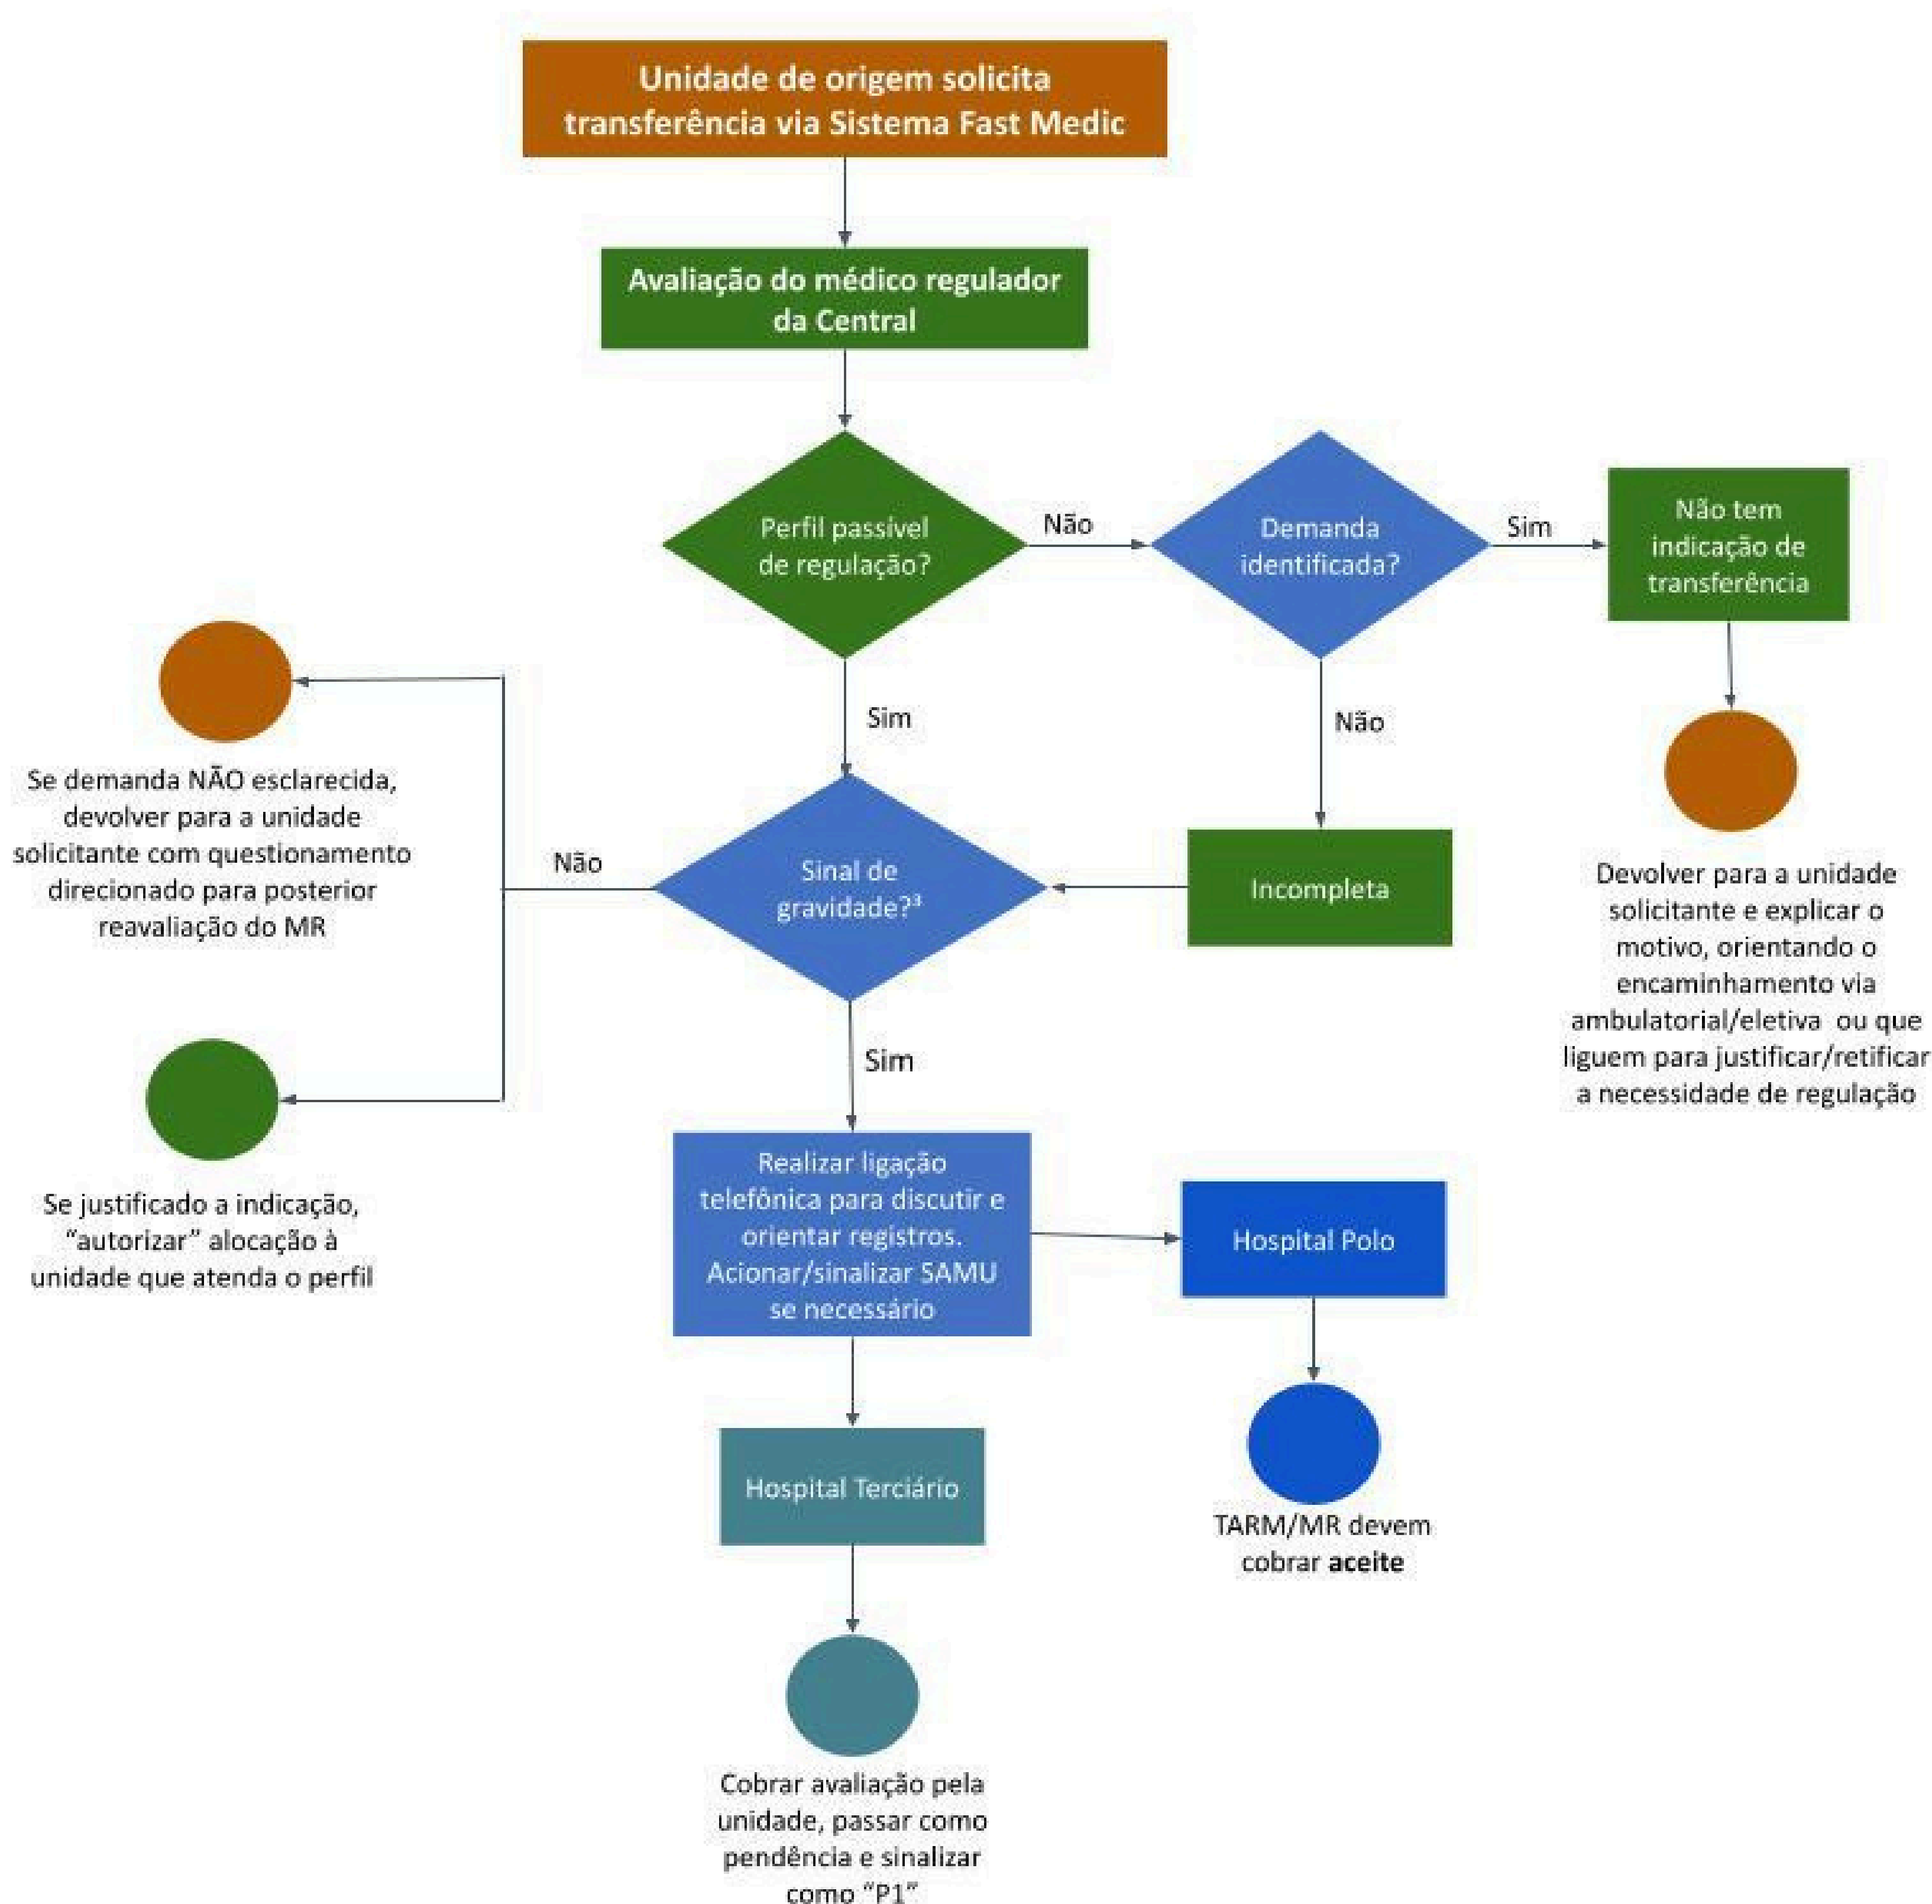 Unidade de origem solicita
transferência via Sistema Fast Medic
Avaliação do médico regulador
da Central
Perfil passível
de regulação?
Não
Demanda
identificada?
Sim
Não tem
indicação de
transferência
Sim
Não
Se demanda NÃO esclarecida,
devolver para a unidade
solicitante com questionamento
direcionado para posterior
reavaliação do MR
Não
Sinal de
gravidade?³
Incompleta
Devolver para a unidade
solicitante e explicar o
motivo, orientando o
encaminhamento via
ambulatorial/eletiva ou que
liguem para justificar/retificar
a necessidade de regulação
Sim
Se justificado a indicação,
“autorizar” alocação à
unidade que atenda o perfil
Realizar ligação
telefônica para discutir e
orientar registros.
Acionar/sinalizar SAMU
se necessário
Hospital Polo
Hospital Terciário
TARM/MR devem
cobrar aceite
Cobrar avaliação pela
unidade, passar como
pendência e sinalizar
como “P1”